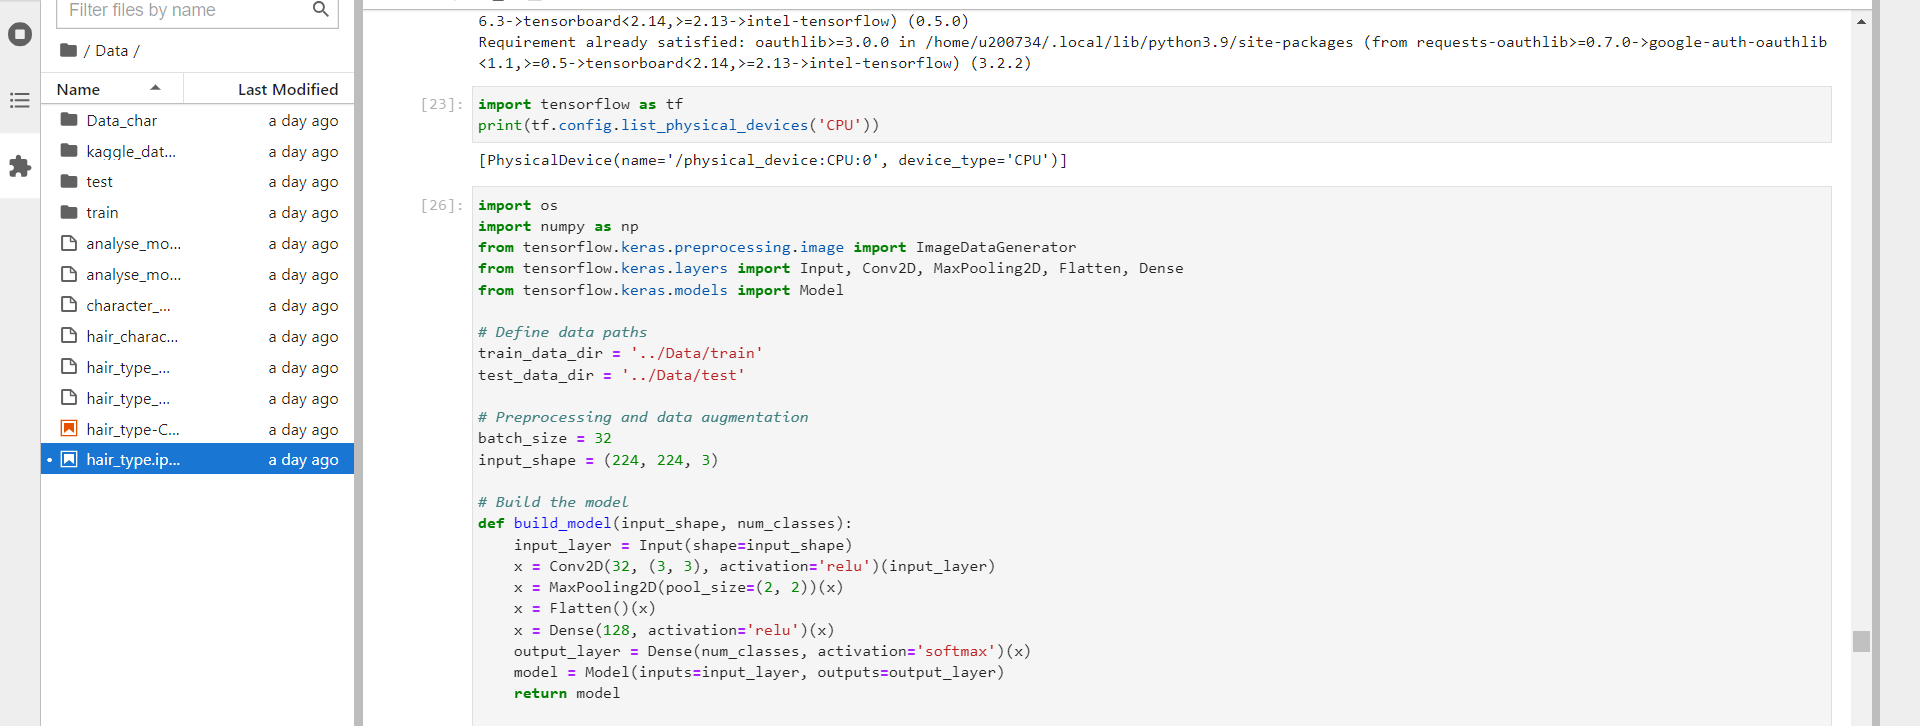 Filter files by name
/ Data /
Name
Last Modified
Data_char
a day ago
kaggle_dat...
a day ago
test
a day ago
train
a day ago
analyse_mo...
a day ago
analyse_mo...
a day ago
character_...
a day ago
hair_charac...
a day ago
hair_type_...
a day ago
hair_type_...
a day ago
hair_type-C...
a day ago
hair_type.ip...
a day ago
6.3->tensorboard<2.14,>=2.13->intel-tensorflow) (0.5.0)
Requirement already satisfied: oauthlib>=3.0.0 in /home/u200734/.local/lib/python3.9/site-packages (from requests-oauthlib>=0.7.0->google-auth-oauthlib
<1.1,>=0.5->tensorboard<2.14,>=2.13->intel-tensorflow) (3.2.2)
[23]:
import tensorflow as tf
print(tf.config.list_physical_devices('CPU'))
[PhysicalDevice(name='/physical_device:CPU:0', device_type='CPU')]
[26]:
import os
import numpy as np
from tensorflow.keras.preprocessing.image import ImageDataGenerator
from tensorflow.keras.layers import Input, Conv2D, MaxPooling2D, Flatten, Dense
from tensorflow.keras.models import Model
# Define data paths
train_data_dir = '../Data/train'
test_data_dir = '../Data/test'
# Preprocessing and data augmentation
batch_size = 32
input_shape = (224, 224, 3)
# Build the model
def build_model(input_shape, num_classes):
    input_layer = Input(shape=input_shape)
    x = Conv2D(32, (3, 3), activation='relu')(input_layer)
    x = MaxPooling2D(pool_size=(2, 2))(x)
    x = Flatten()(x)
    x = Dense(128, activation='relu')(x)
    output_layer = Dense(num_classes, activation='softmax')(x)
    model = Model(inputs=input_layer, outputs=output_layer)
    return model